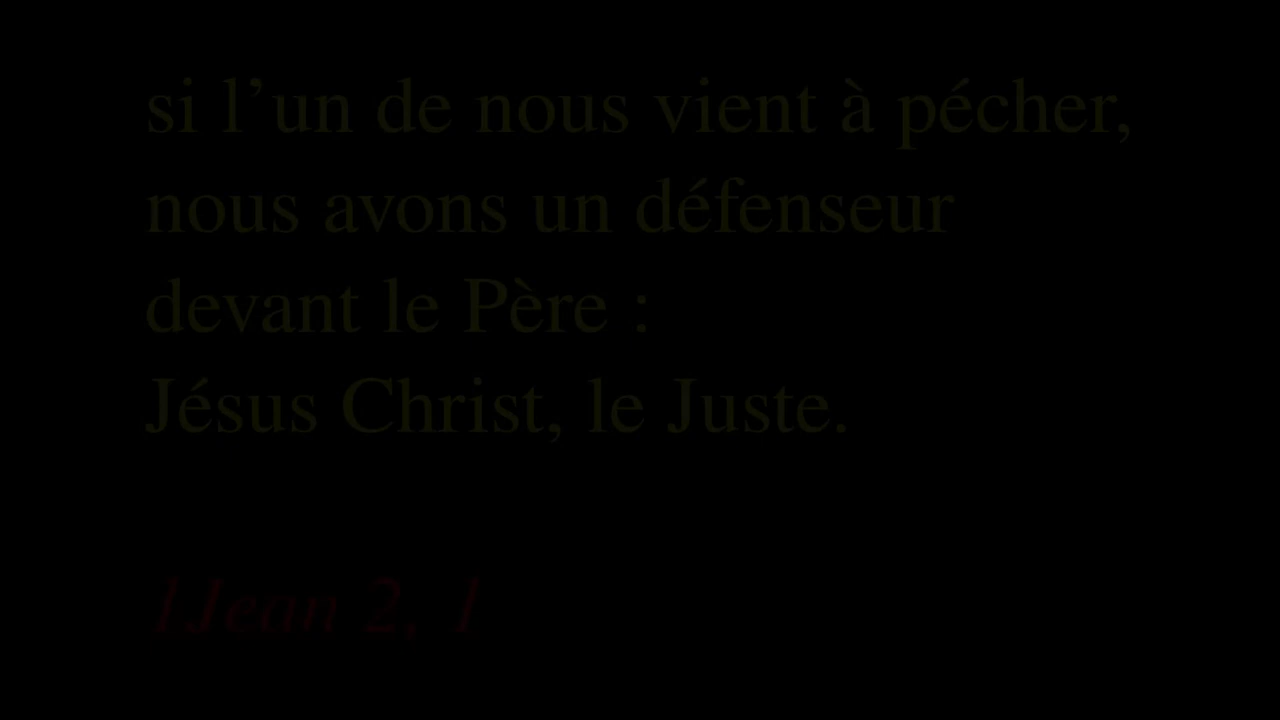 si l’un de nous vient à pécher,
nous avons un défenseur
devant le Père :
Jésus Christ, le Juste.
1Jean 2, 1